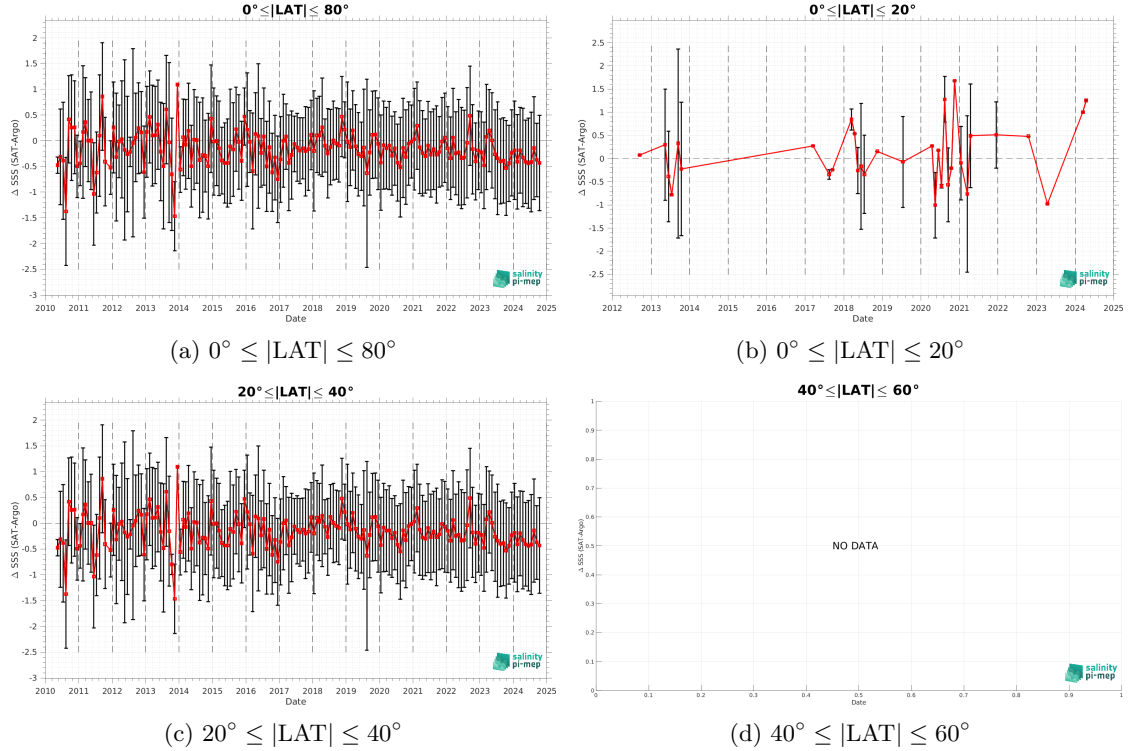 0°≤|LAT|≤ 80°
Δ SSS (SAT-Argo)
2
1.5
1
0.5
0
-0.5
-1
-1.5
-2
-2.5
-3
2010 2011 2012 2013 2014 2015 2016 2017 2018 2019 2020 2021 2022 2023 2024 2025
Date
salinity
pi-mep
(a) 0° ≤ |LAT| ≤ 80°
0°≤|LAT|≤ 20°
Δ SSS (SAT-Argo)
2.5
2
1.5
1
0.5
0
-0.5
-1
-1.5
-2
-2.5
2012 2013 2014 2015 2016 2017 2018 2019 2020 2021 2022 2023 2024 2025
Date
salinity
pi-mep
(b) 0° ≤ |LAT| ≤ 20°
20°≤|LAT|≤ 40°
Δ SSS (SAT-Argo)
2
1.5
1
0.5
0
-0.5
-1
-1.5
-2
-2.5
-3
2010 2011 2012 2013 2014 2015 2016 2017 2018 2019 2020 2021 2022 2023 2024 2025
Date
salinity
pi-mep
(c) 20° ≤ |LAT| ≤ 40°
40°≤|LAT|≤ 60°
Δ SSS (SAT-Argo)
1
0.9
0.8
0.7
0.6
0.5
0.4
0.3
0.2
0.1
0
NO DATA
0 0.1 0.2 0.3 0.4 0.5 0.6 0.7 0.8 0.9 1
Date
salinity
pi-mep
(d) 40° ≤ |LAT| ≤ 60°